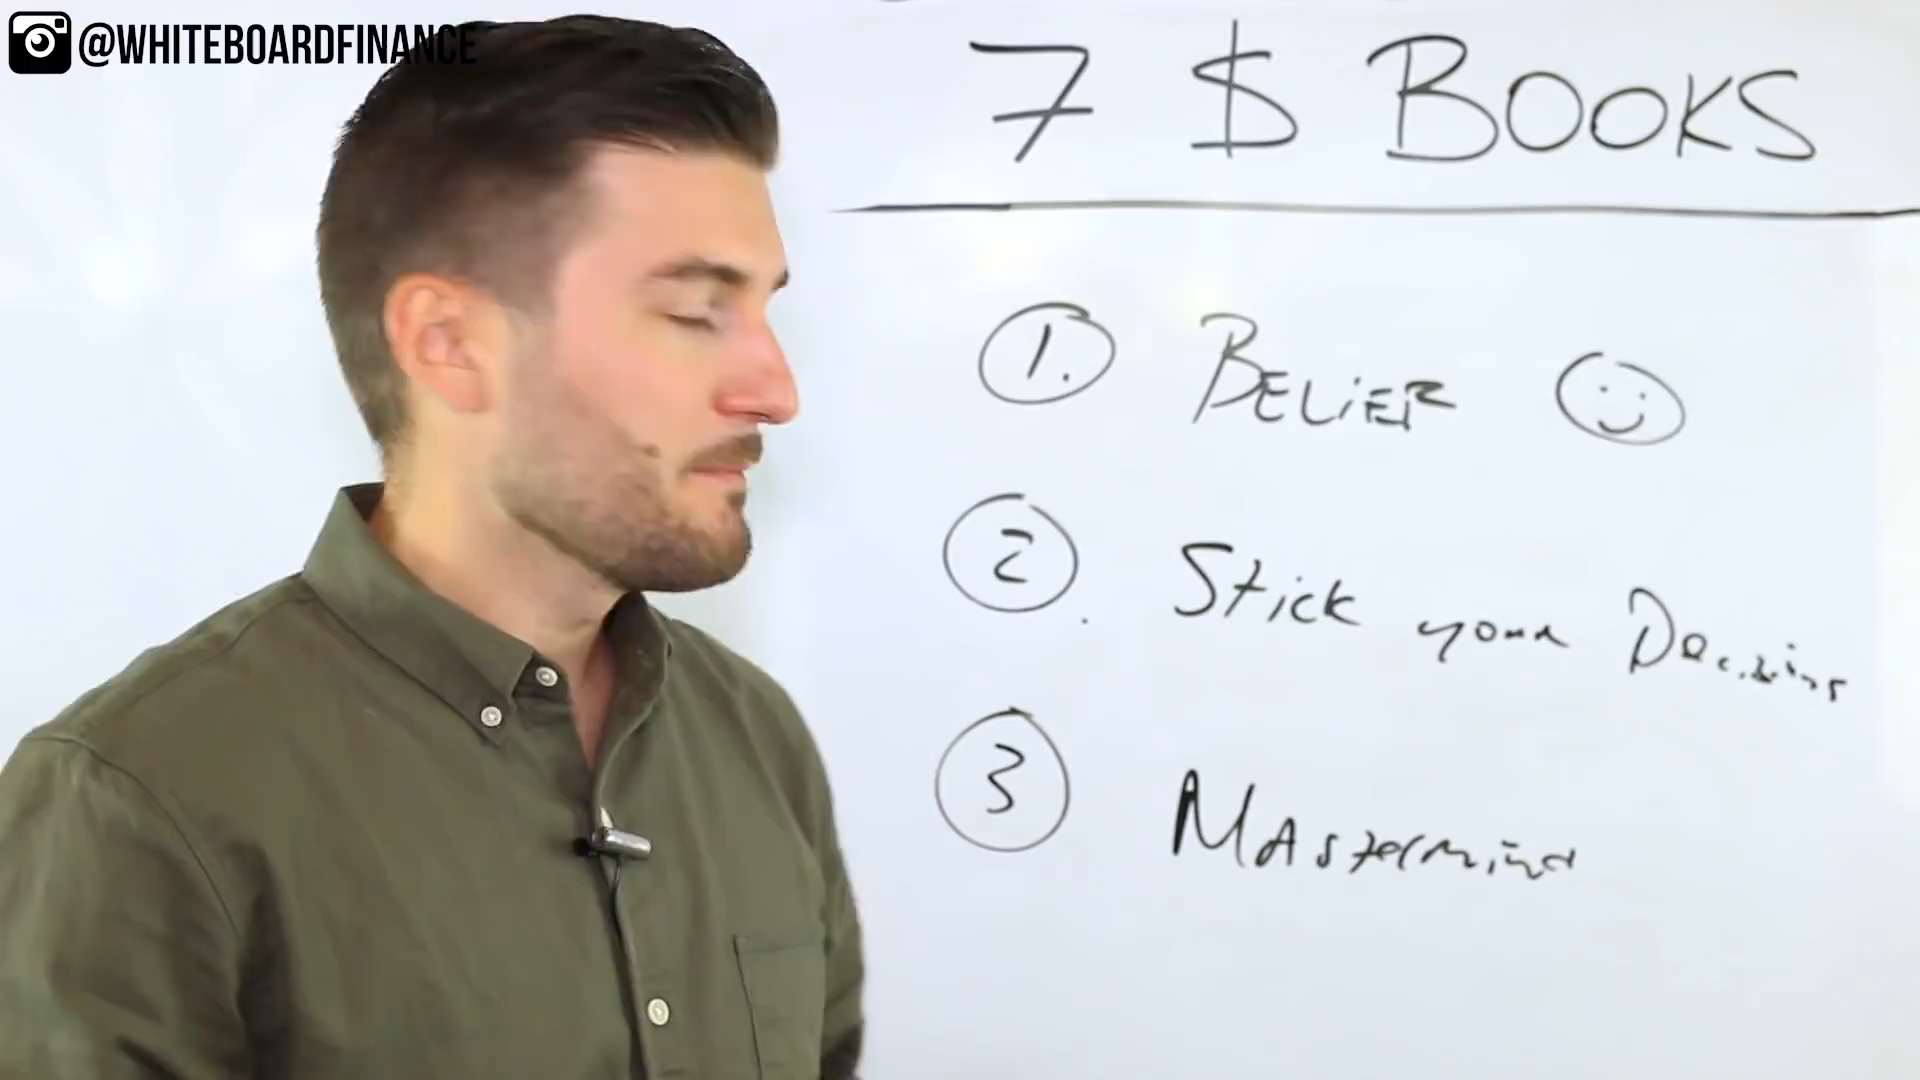 @WHITEBOARDFINANCE
7 $ BOOKS
1. BELIEF
2. Stick your Decisions
3 Mastermind